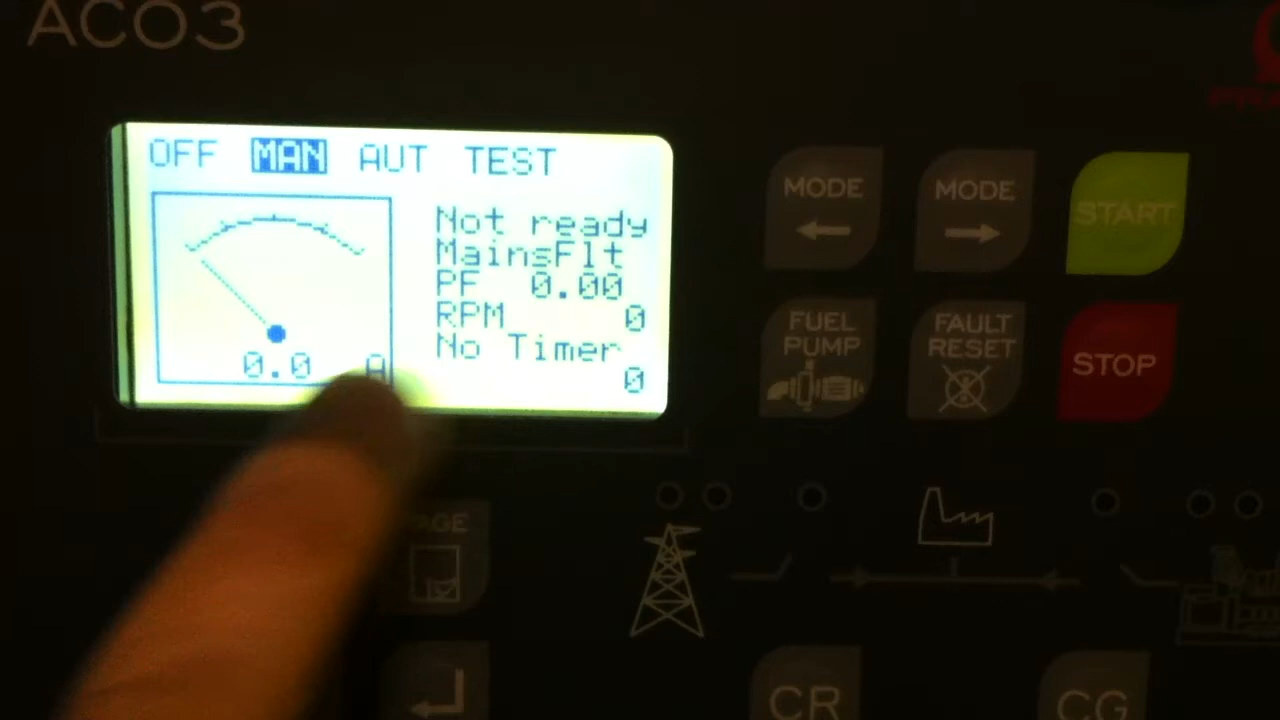 ACO3
OFF MAN AUT TEST
Not ready
MainsFlt
PF 0.00
RPM 0
No Timer
0
0.0 A
MODE
MODE
START
FUEL
PUMP
FAULT
RESET
STOP
CR
CG